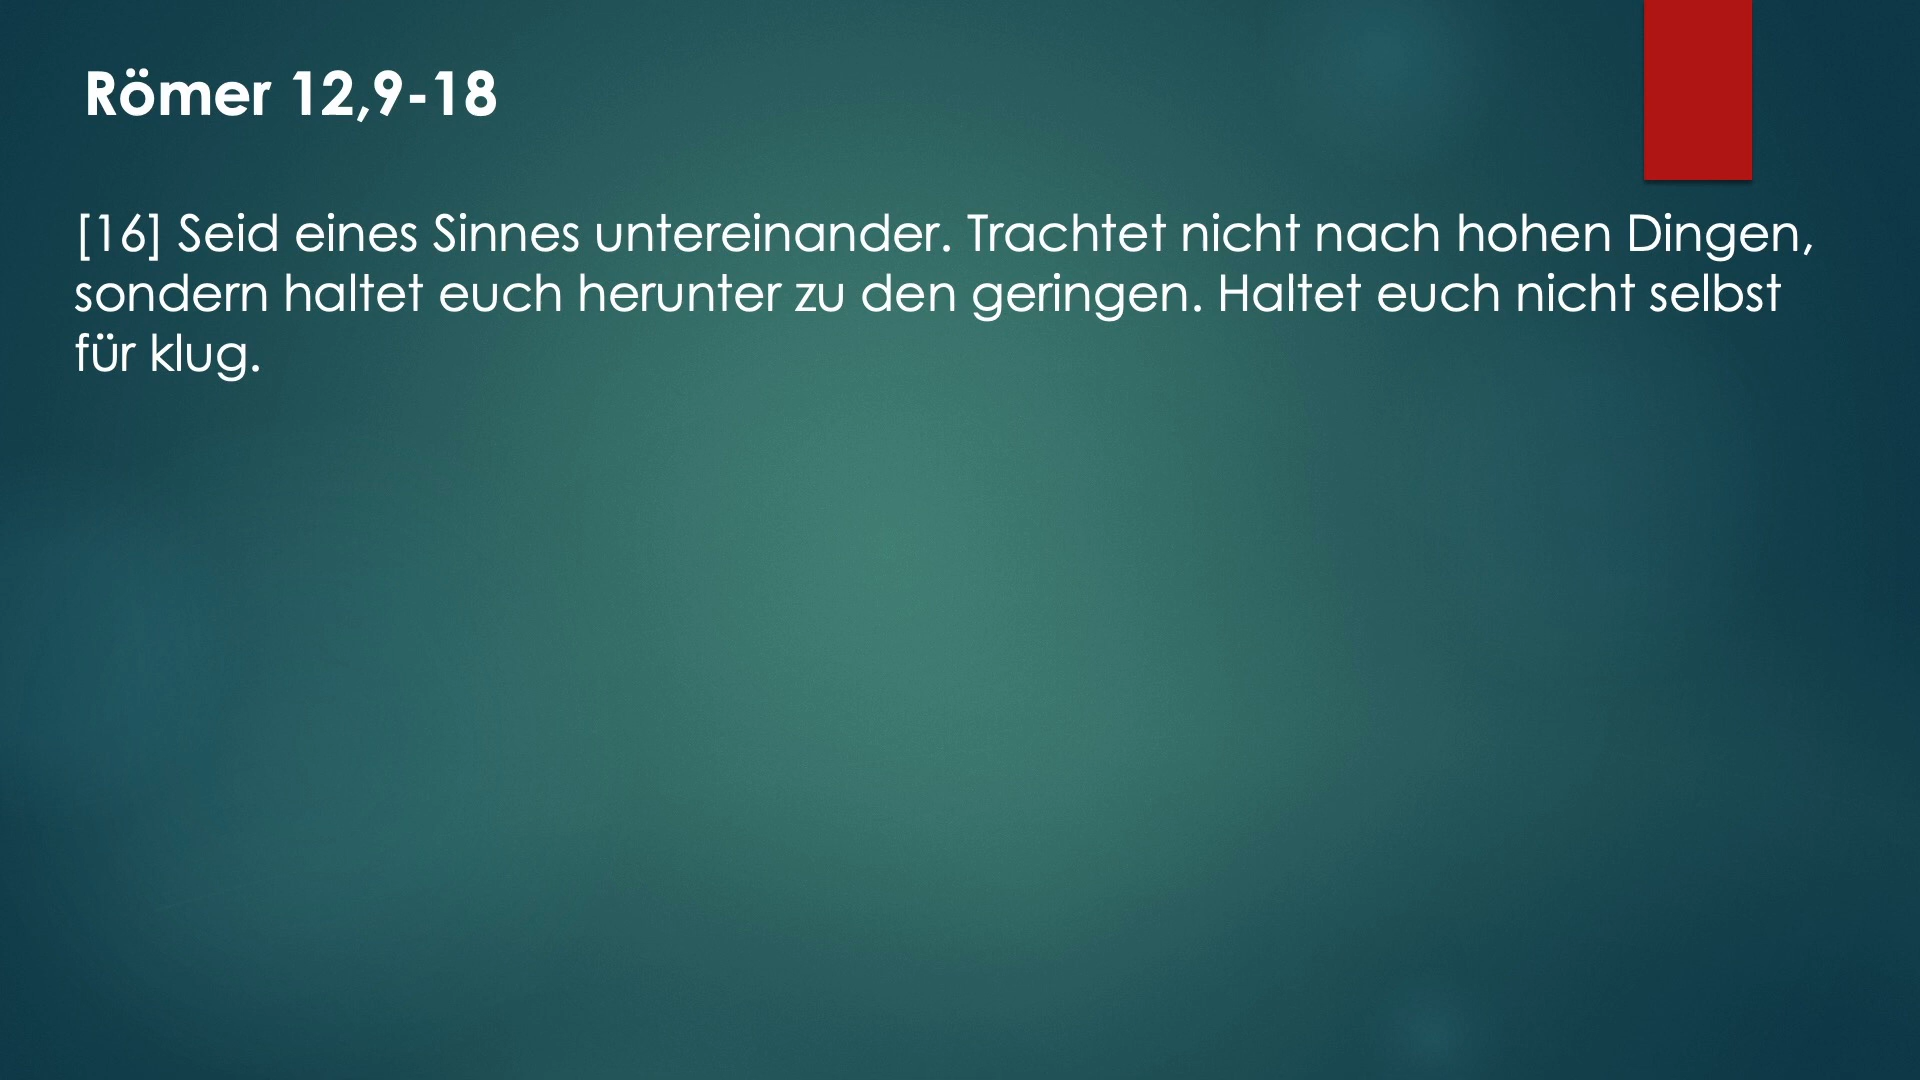 Römer 12,9-18
[16] Seid eines Sinnes untereinander. Trachtet nicht nach hohen Dingen,
sondern haltet euch herunter zu den geringen. Haltet euch nicht selbst
für klug.